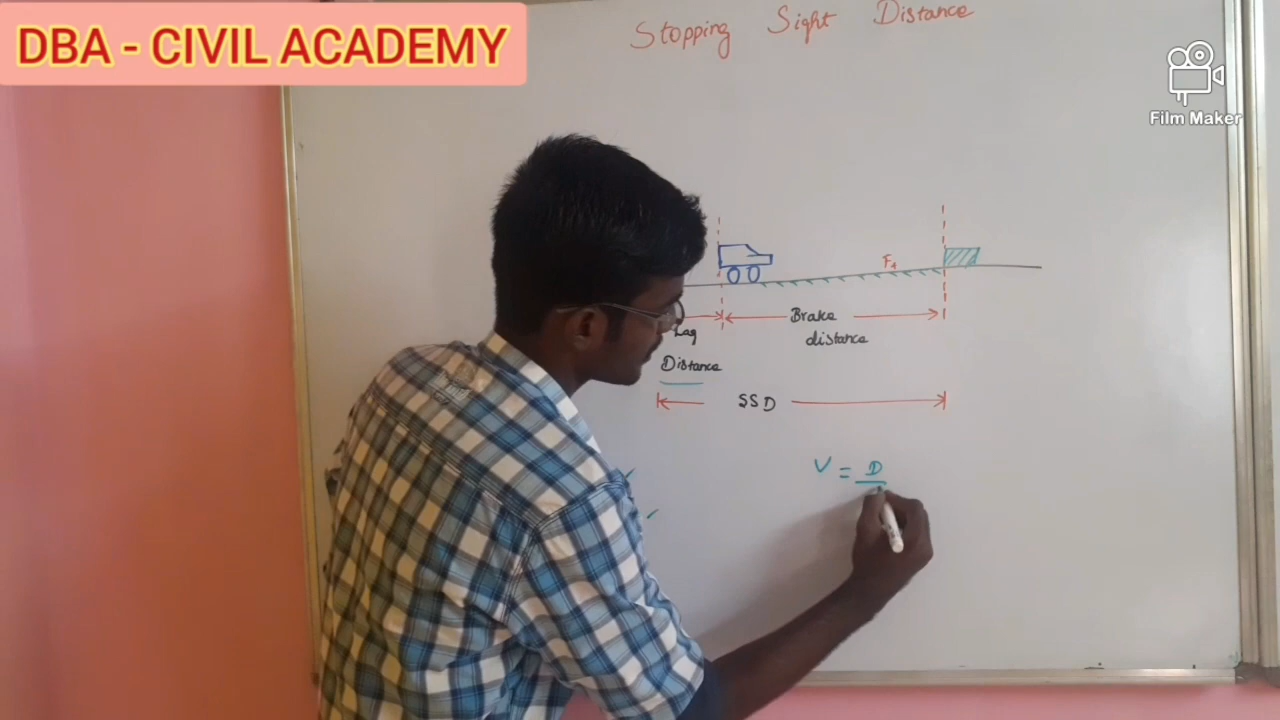 DBA - CIVIL ACADEMY
Stopping Sight Distance
Film Maker
Lag
Distance
Brake
distance
SSD
V = D